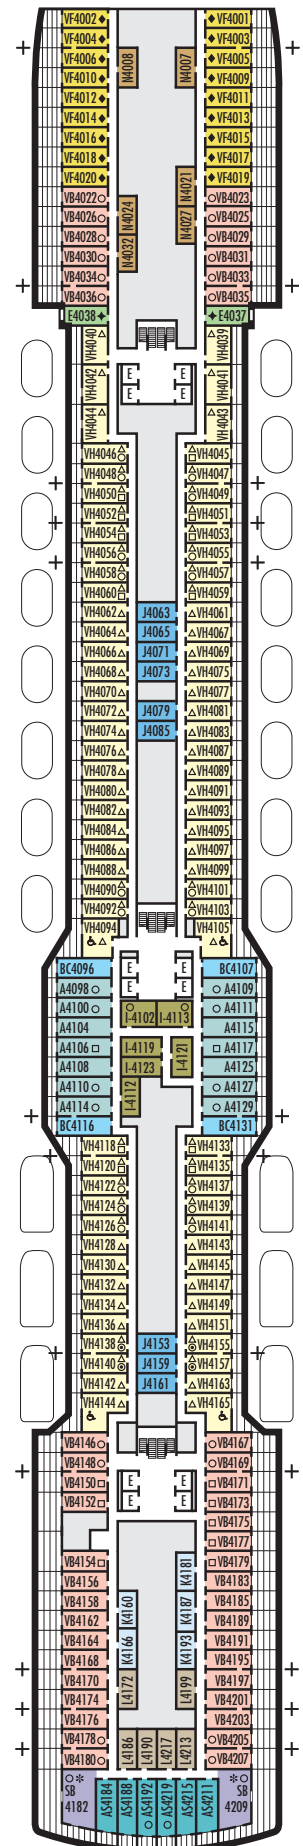 VF4002 VF4001
VF4004 VF4003
VF4006 N4008 N4007 VF4005
VF4010 VF4009
VF4012 VF4011
VF4014 VF4013
VF4016 VF4015
VF4018 VF4017
VF4020 N4021 VF4019
VB4022 N4024 VB4023
VB4026 N4027 VB4025
VB4028 N4032 VB4029
VB4030 VB4031
VB4034 VB4033
VB4036 VB4035
E4038 E4037
VH4040 VH4039
VH4042 E E VH4041
E E
VH4044 VH4043
VH4046 VH4045
VH4048 VH4047
VH4050 VH4049
VH4052 VH4051
VH4054 VH4053
VH4056 VH4055
VH4058 VH4057
VH4060 VH4059
VH4062 J4063 VH4061
VH4064 J4065 VH4067
VH4066 J4071 VH4069
VH4068 J4073 VH4075
VH4070 VH4077
VH4072 J4079 VH4081
VH4074 J4085 VH4083
VH4076 VH4087
VH4078 VH4089
VH4080 VH4091
VH4082 VH4093
VH4084 VH4095
VH4086 VH4097
VH4088 VH4099
VH4090 VH4101
VH4092 VH4103
VH4094 VH4105
BC4096 E E BC4107
A4098 E E A4109
A4100 I-4102 I-4113 A4111
A4104 A4115
A4106 I-4119 I-4121 A4117
A4108 I-4123 A4125
A4110 I-4112 A4127
A4114 A4129
BC4116 BC4131
VH4118 VH4133
VH4120 VH4135
VH4122 VH4137
VH4124 VH4139
VH4126 VH4141
VH4128 VH4143
VH4130 VH4145
VH4132 VH4147
VH4134 VH4149
VH4136 VH4151
VH4138 J4153 VH4155
VH4140 J4159 VH4157
VH4142 J4161 VH4163
VH4144 VH4165
VB4146 VB4167
VB4148 E E VB4169
VB4150 E E VB4171
VB4152 VB4173
VB4175
VB4177
VB4154 K4181 VB4179
VB4156 VB4183
VB4158 K4160 K4187 VB4185
VB4162 VB4189
VB4164 K4166 K4193 VB4191
VB4168 VB4195
VB4170 L4172 L4199 VB4197
VB4174 VB4201
VB4176 VB4203
VB4178 L4186 L4190 L4217 L4213 VB4205
VB4180 VB4207
SB SB
4182 AS4184 AS4188 AS4192 AS4219 AS4215 AS4211 4209